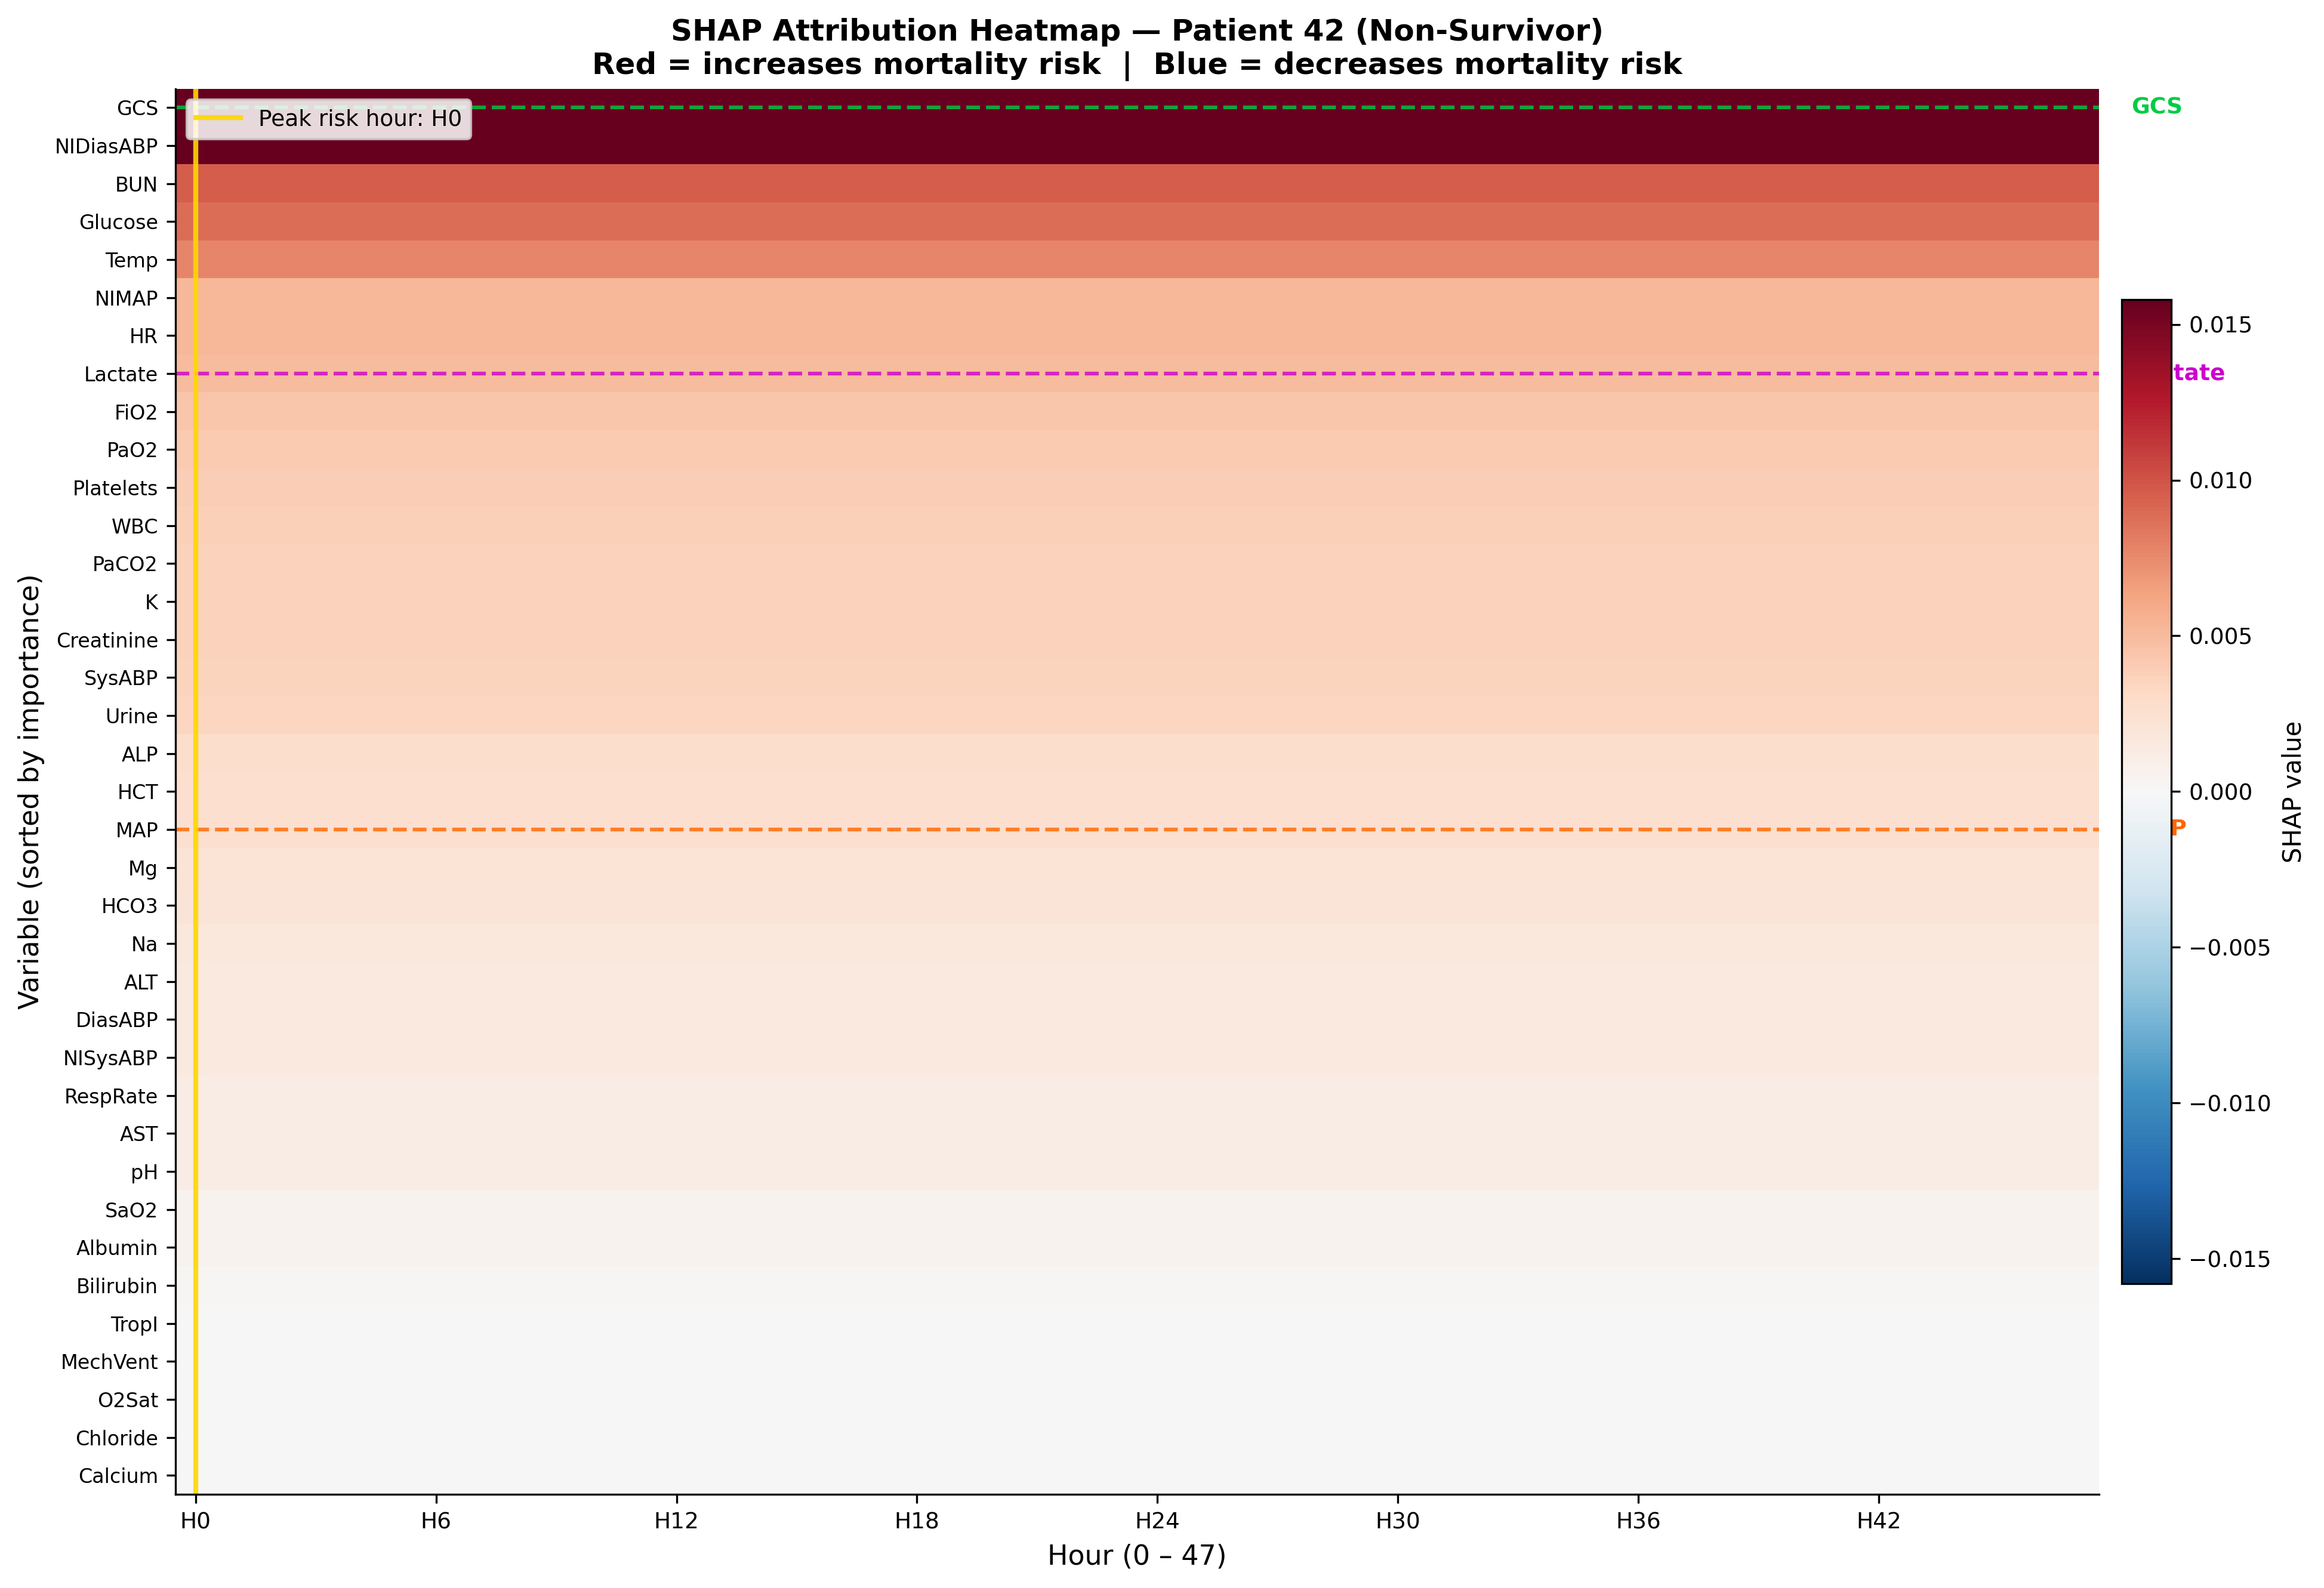 SHAP Attribution Heatmap — Patient 42 (Non-Survivor)
Red = increases mortality risk | Blue = decreases mortality risk
Peak risk hour: H0
Variable (sorted by importance)
GCS
NIDiasABP
BUN
Glucose
Temp
NIMAP
HR
Lactate
FiO2
PaO2
Platelets
WBC
PaCO2
K
Creatinine
SysABP
Urine
ALP
HCT
MAP
Mg
HCO3
Na
ALT
DiasABP
NISysABP
RespRate
AST
pH
SaO2
Albumin
Bilirubin
TropI
MechVent
O2Sat
Chloride
Calcium
H0 H6 H12 H18 H24 H30 H36 H42
Hour (0 – 47)
GCS
tate
P
0.015
0.010
0.005
0.000
−0.005
−0.010
−0.015
SHAP value